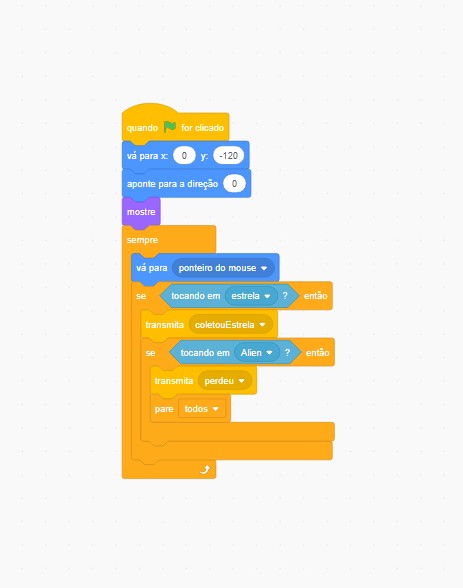 quando for clicado
vá para x: 0 y: -120
aponte para a direção 0
mostre
sempre
vá para ponteiro do mouse
se tocando em estrela ? então
transmita coletouEstrela
se tocando em Alien ? então
transmita perdeu
pare todos